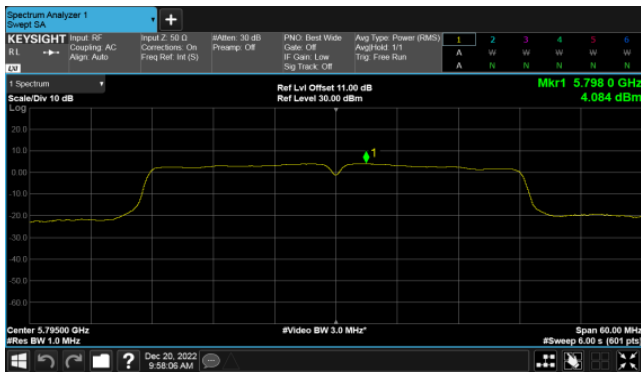 Spectrum Analyzer 1
Swept SA
+
KEYSIGHT Input: RF Input Z: 50 Ω #Atten: 30 dB PNO: Best Wide Avg Type: Power (RMS) 1 2 3 4 5 6
RL Coupling: AC Corrections: On Preamp: Off Gate: Off Avg|Hold: 1/1 A W W W W W
Align: Auto Freq Ref: Int (S) IF Gain: Low Trig: Free Run
LXI Sig Track: Off A N N N N N
1 Spectrum
Ref Lvl Offset 11.00 dB Mkr1 5.798 0 GHz
Scale/Div 10 dB Ref Level 30.00 dBm 4.084 dBm
Log
20.0
1
0.00
-10.0
-20.0
-30.0
-40.0
-50.0
-60.0
Center 5.79500 GHz #Video BW 3.0 MHz* Span 60.00 MHz
#Res BW 1.0 MHz #Sweep 6.00 s (601 pts)
? Dec 20, 2022
9:58:06 AM